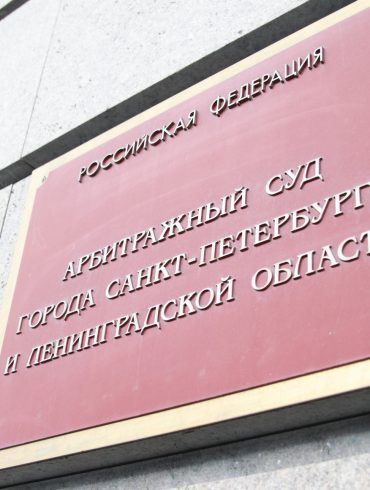 РОССИЙСКАЯ ФЕДЕРАЦИЯ
АРБИТРАЖНЫЙ СУД
ГОРОДА САНКТ-ПЕТЕРБУРГ
И ЛЕНИНГРАДСКОЙ ОБЛАСТ